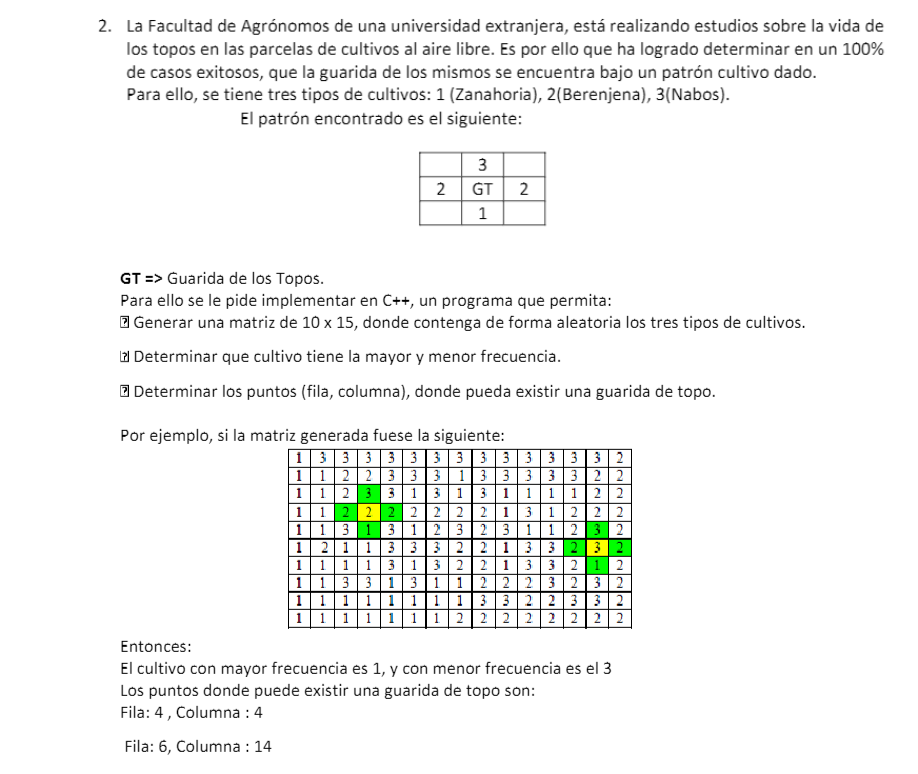 2. La Facultad de Agrónomos de una universidad extranjera, está realizando estudios sobre la vida de
los topos en las parcelas de cultivos al aire libre. Es por ello que ha logrado determinar en un 100%
de casos exitosos, que la guarida de los mismos se encuentra bajo un patrón cultivo dado.
Para ello, se tiene tres tipos de cultivos: 1 (Zanahoria), 2(Berenjena), 3(Nabos).
El patrón encontrado es el siguiente:
3
2 GT 2
1
GT => Guarida de los Topos.
Para ello se le pide implementar en C++, un programa que permita:
Generar una matriz de 10 x 15, donde contenga de forma aleatoria los tres tipos de cultivos.
Determinar que cultivo tiene la mayor y menor frecuencia.
Determinar los puntos (fila, columna), donde pueda existir una guarida de topo.
Por ejemplo, si la matriz generada fuese la siguiente:
1 3 3 3 3 3 3 3 3 3 3 3 3 3 2
1 1 2 2 3 3 3 1 3 3 3 3 3 2 2
1 1 2 3 3 1 3 1 3 1 1 1 1 2 2
1 1 2 2 2 2 2 2 2 1 3 1 2 2 2
1 1 3 1 3 1 2 3 2 3 1 1 2 3 2
1 2 1 1 3 3 3 2 2 1 3 3 2 3 2
1 1 1 1 3 1 3 2 2 1 3 3 2 1 2
1 1 3 3 1 3 1 1 2 2 2 3 2 3 2
1 1 1 1 1 1 1 1 3 3 2 2 3 3 2
1 1 1 1 1 1 1 2 2 2 2 2 2 2 2
Entonces:
El cultivo con mayor frecuencia es 1, y con menor frecuencia es el 3
Los puntos donde puede existir una guarida de topo son:
Fila: 4 , Columna : 4
Fila: 6, Columna : 14